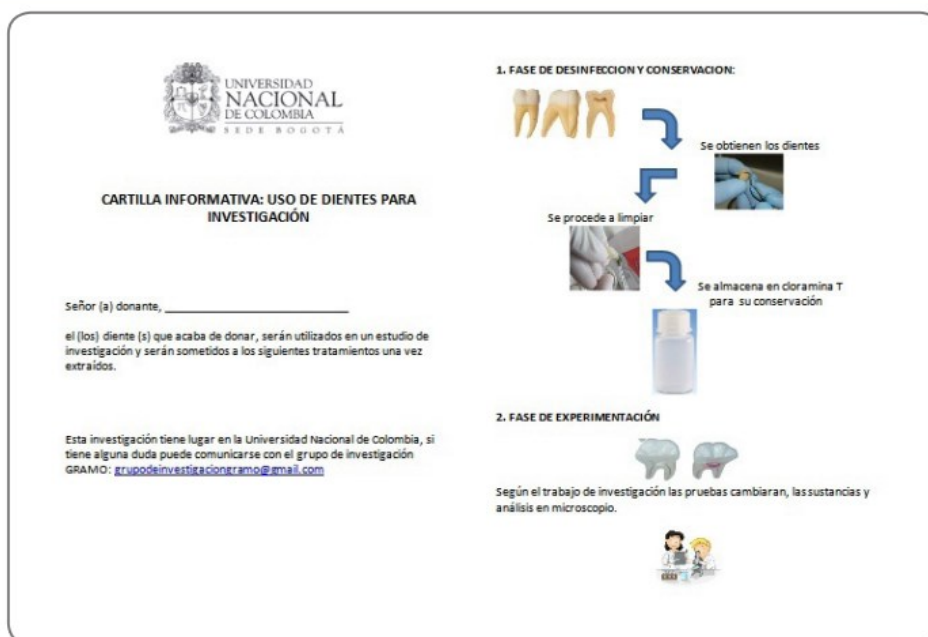 UNIVERSIDAD
NACIONAL
DE COLOMBIA
SEDE BOGOTÁ
CARTILLA INFORMATIVA: USO DE DIENTES PARA
INVESTIGACIÓN
Señor (a) donante, ______________________________
el (los) diente (s) que acaba de donar, serán utilizados en un estudio de
investigación y serán sometidos a los siguientes tratamientos una vez
extraídos.
Esta investigación tiene lugar en la Universidad Nacional de Colombia, si
tiene alguna duda puede comunicarse con el grupo de investigación
GRAMO: grupodeinvestigaciongramo@gmail.com
1. FASE DE DESINFECCION Y CONSERVACION:
Se obtienen los dientes
Se procede a limpiar
Se almacena en cloramina T
para su conservación
2. FASE DE EXPERIMENTACIÓN
Según el trabajo de investigación las pruebas cambiaran, las sustancias y
análisis en microscopio.